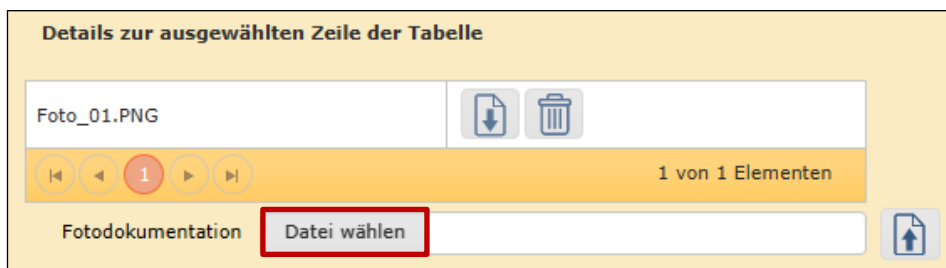 Details zur ausgewählten Zeile der Tabelle
Foto_01.PNG
1 1 von 1 Elementen
Fotodokumentation Datei wählen